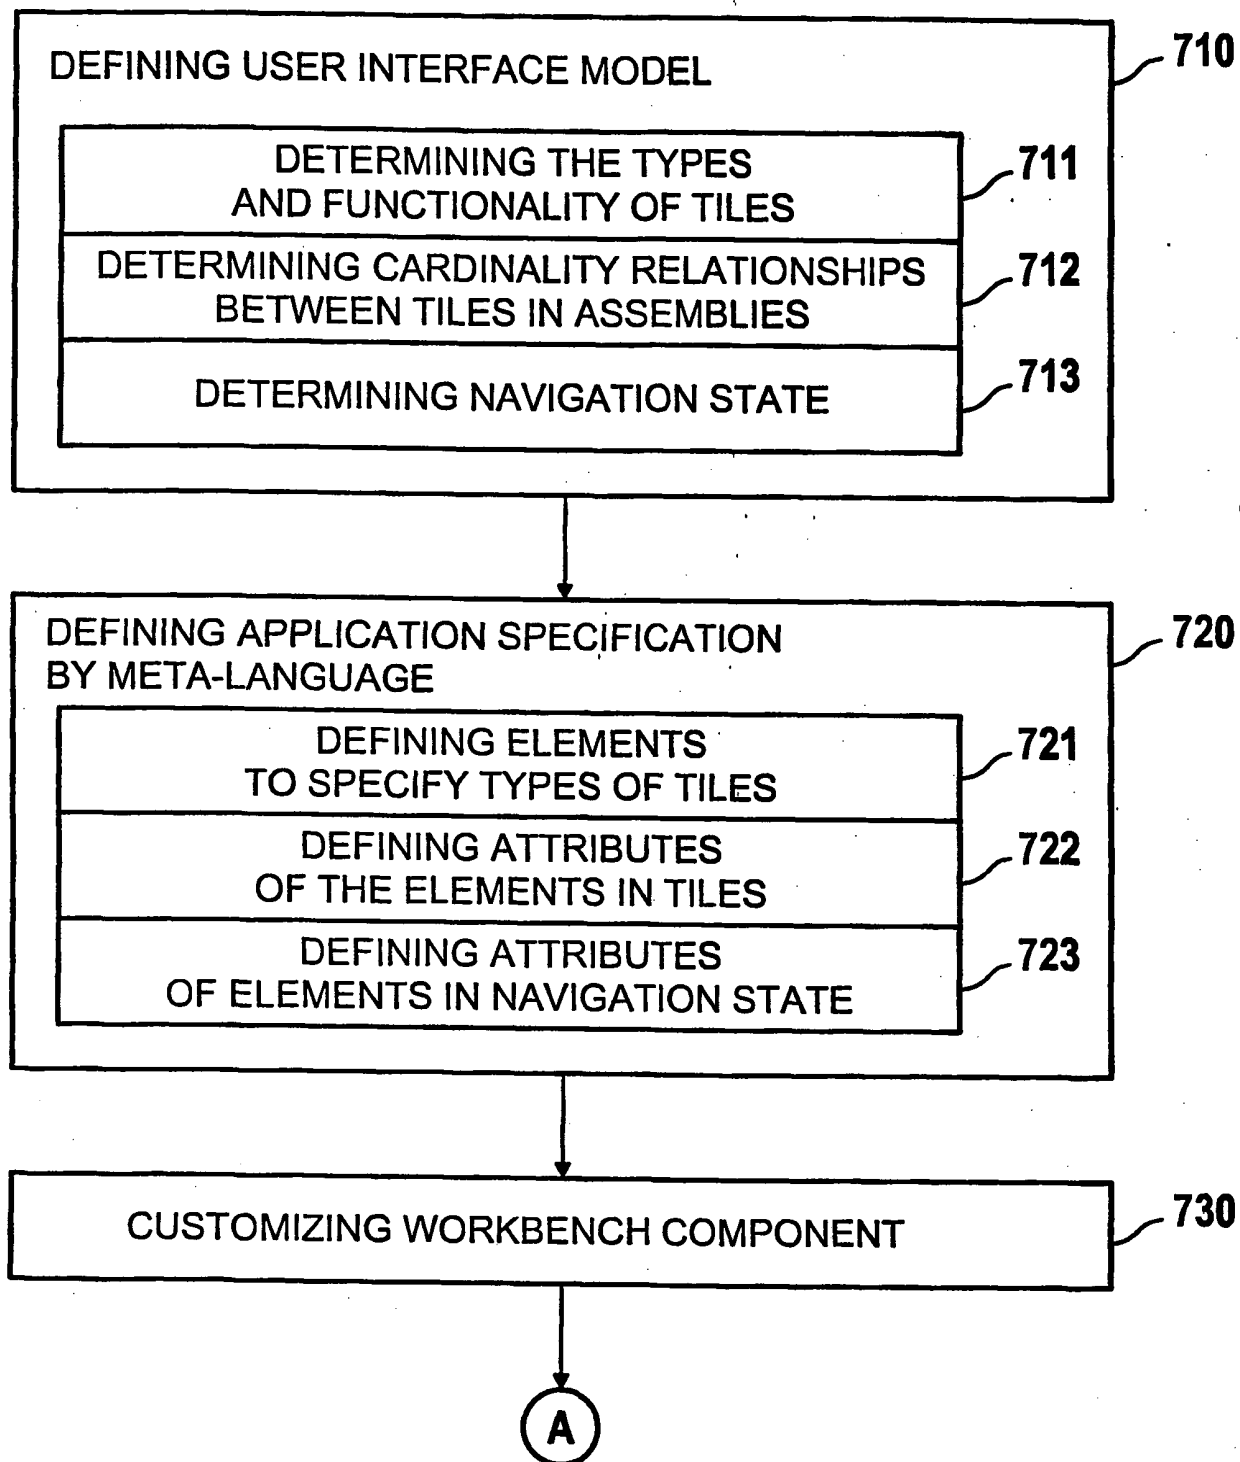 DEFINING USER INTERFACE MODEL
710
DETERMINING THE TYPES
AND FUNCTIONALITY OF TILES
711
DETERMINING CARDINALITY RELATIONSHIPS
BETWEEN TILES IN ASSEMBLIES
712
DETERMINING NAVIGATION STATE
713
DEFINING APPLICATION SPECIFICATION
BY META-LANGUAGE
720
DEFINING ELEMENTS
TO SPECIFY TYPES OF TILES
721
DEFINING ATTRIBUTES
OF THE ELEMENTS IN TILES
722
DEFINING ATTRIBUTES
OF ELEMENTS IN NAVIGATION STATE
723
CUSTOMIZING WORKBENCH COMPONENT
730
A